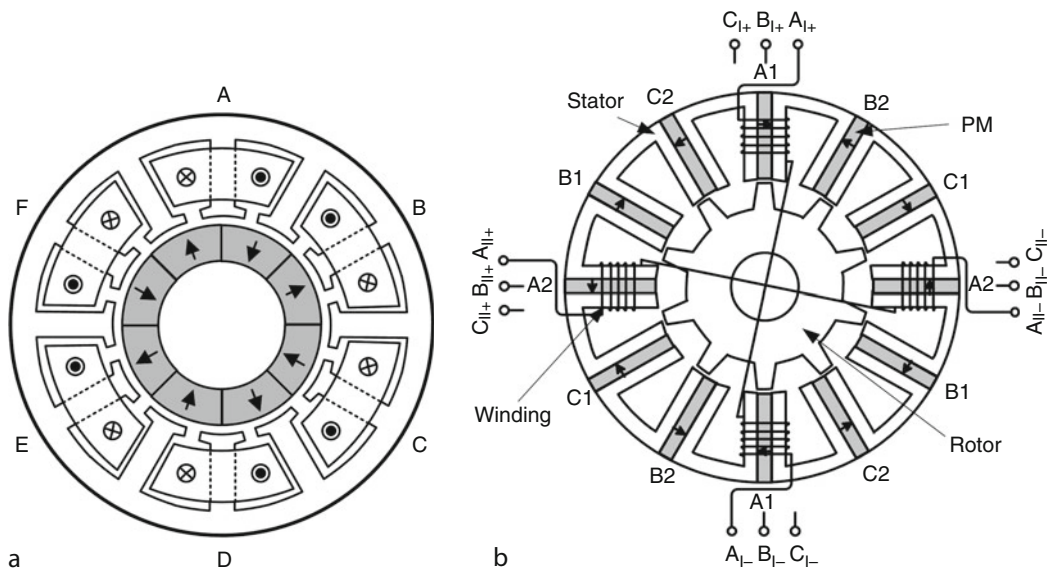 A
B
C
D
E
F
a
C_I+ B_I+ A_I+
A1
C2
B2
Stator
PM
B1
C1
C_II+ B_II+ A_II+
A2
A2
A_II– B_II– C_II–
C1
B1
Winding
Rotor
B2
C2
A1
A_I– B_I– C_I–
b